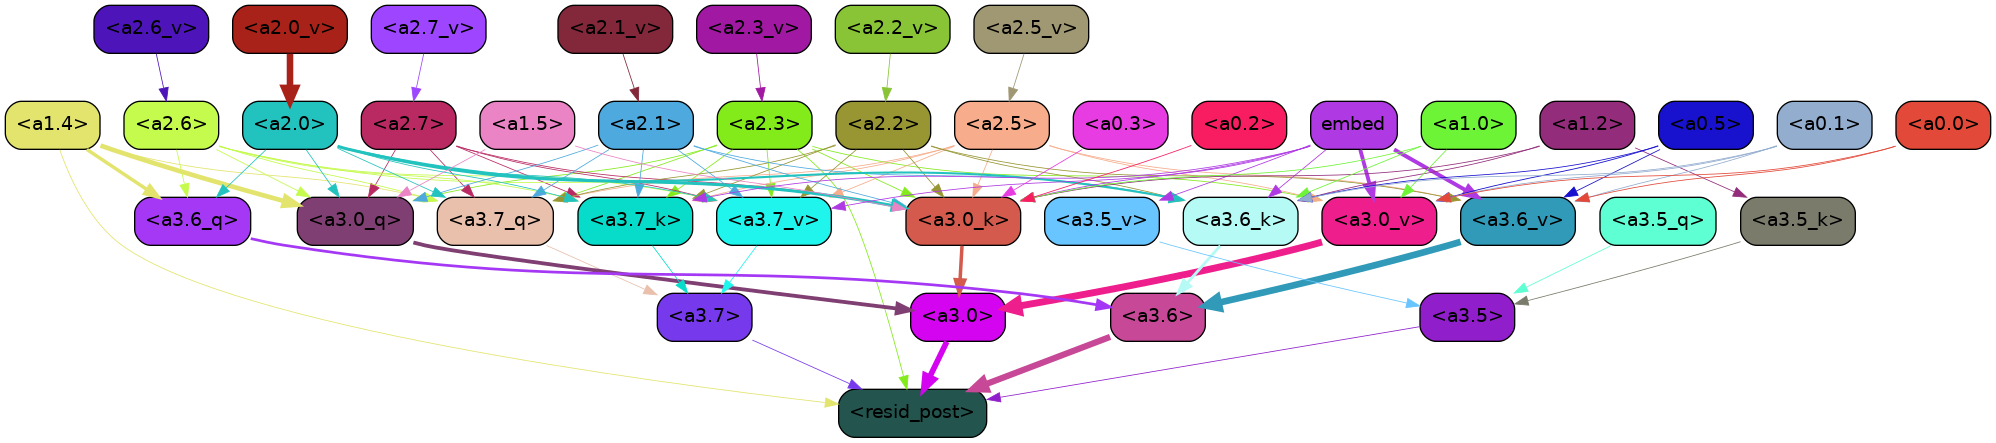 <a2.6_v> <a2.0_v> <a2.7_v> <a2.1_v> <a2.3_v> <a2.2_v> <a2.5_v>
<a1.4> <a2.6> <a2.0> <a2.7> <a1.5> <a2.1> <a2.3> <a2.2> <a2.5> <a0.3> <a0.2> embed <a1.0> <a1.2> <a0.5> <a0.1> <a0.0>
<a3.6_q> <a3.0_q> <a3.7_q> <a3.7_k> <a3.7_v> <a3.0_k> <a3.5_v> <a3.6_k> <a3.0_v> <a3.6_v> <a3.5_q> <a3.5_k>
<a3.7> <a3.0> <a3.6> <a3.5>
<resid_post>